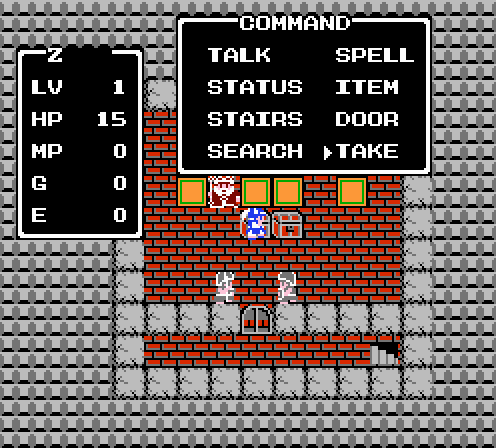 COMMAND
TALK SPELL
STATUS ITEM
STAIRS DOOR
SEARCH TAKE
Z
LV 1
HP 15
MP 0
G 0
E 0